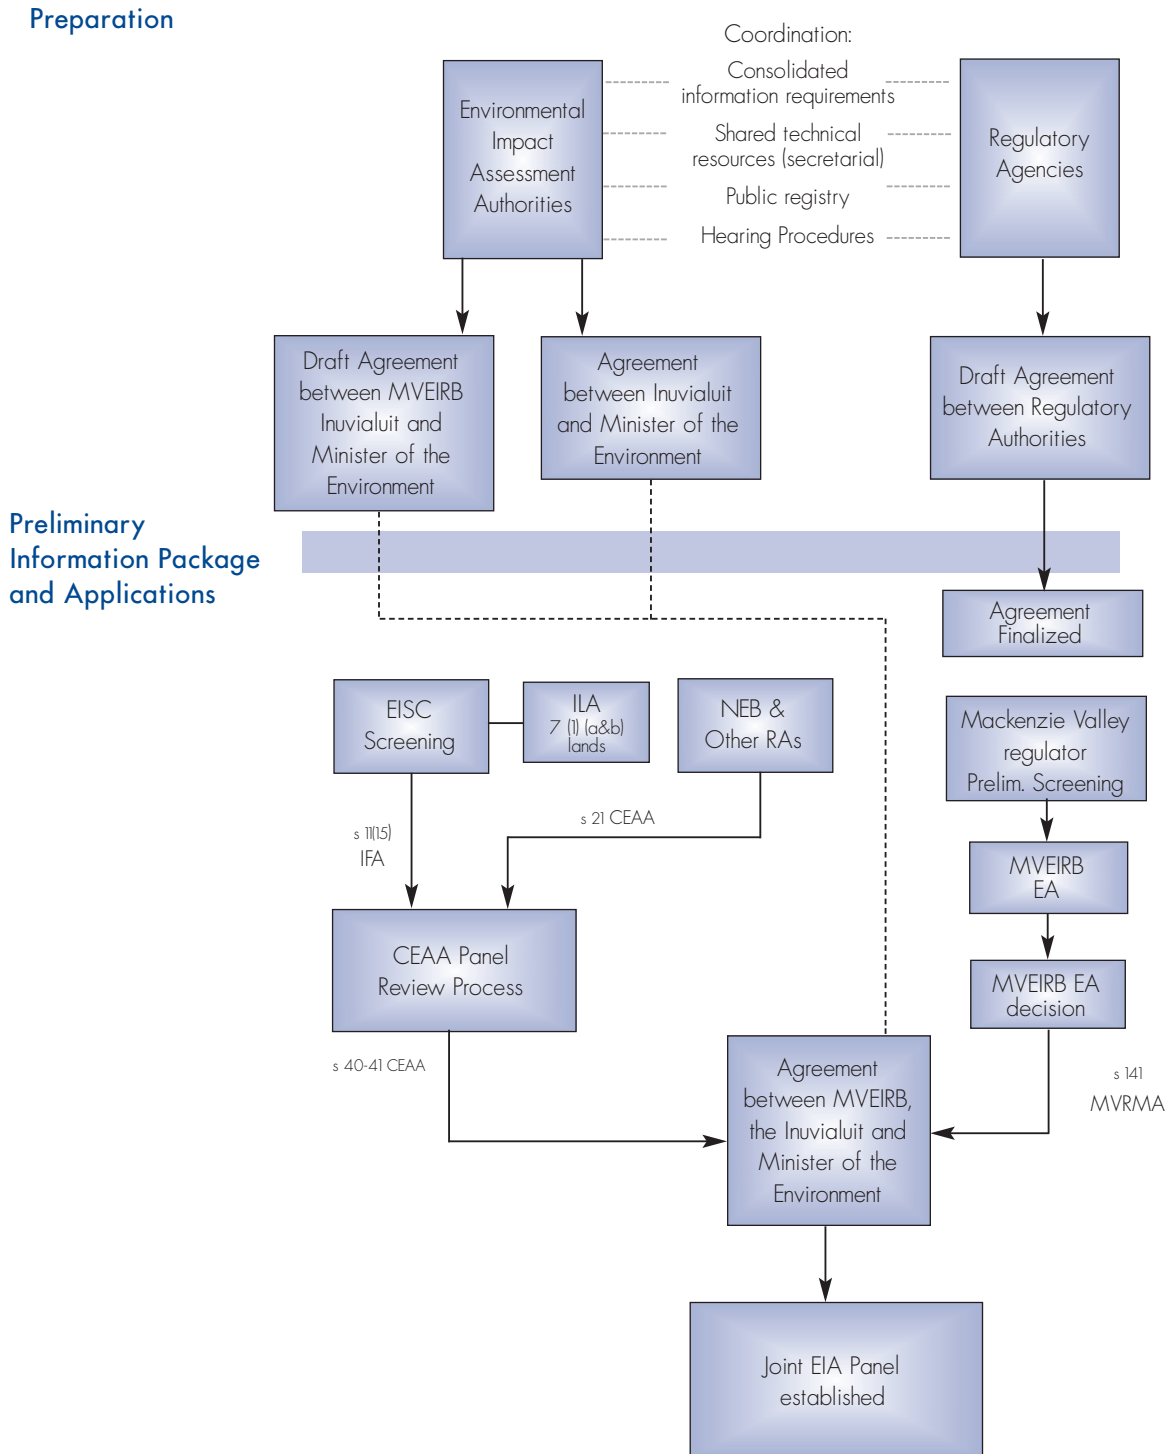 Preparation
Coordination:
Consolidated
information requirements
Shared technical
resources (secretarial)
Public registry
Hearing Procedures
Environmental
Impact
Assessment
Authorities
Regulatory
Agencies
Draft Agreement
between MVEIRB
Inuvialuit and
Minister of the
Environment
Agreement
between Inuvialuit
and Minister of the
Environment
Draft Agreement
between Regulatory
Authorities
Preliminary
Information Package
and Applications
Agreement
Finalized
EISC
Screening
ILA
7 (1) (a&b)
lands
NEB &
Other RAs
Mackenzie Valley
regulator
Prelim. Screening
s 11(15)
IFA
s 21 CEAA
MVEIRB
EA
CEAA Panel
Review Process
MVEIRB EA
decision
s 40-41 CEAA
Agreement
between MVEIRB,
the Inuvialuit and
Minister of the
Environment
s 141
MVRMA
Joint EIA Panel
established